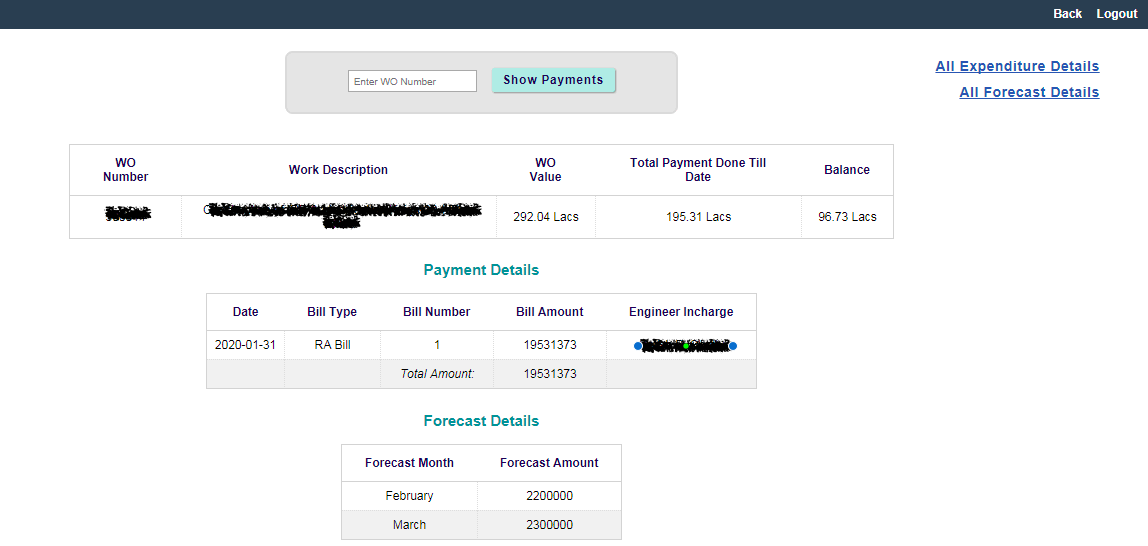 Back Logout
Enter WO Number Show Payments
All Expenditure Details
All Forecast Details
WO Number Work Description WO Value Total Payment Done Till Date Balance
292.04 Lacs 195.31 Lacs 96.73 Lacs
Payment Details
Date Bill Type Bill Number Bill Amount Engineer Incharge
2020-01-31 RA Bill 1 19531373
Total Amount: 19531373
Forecast Details
Forecast Month Forecast Amount
February 2200000
March 2300000